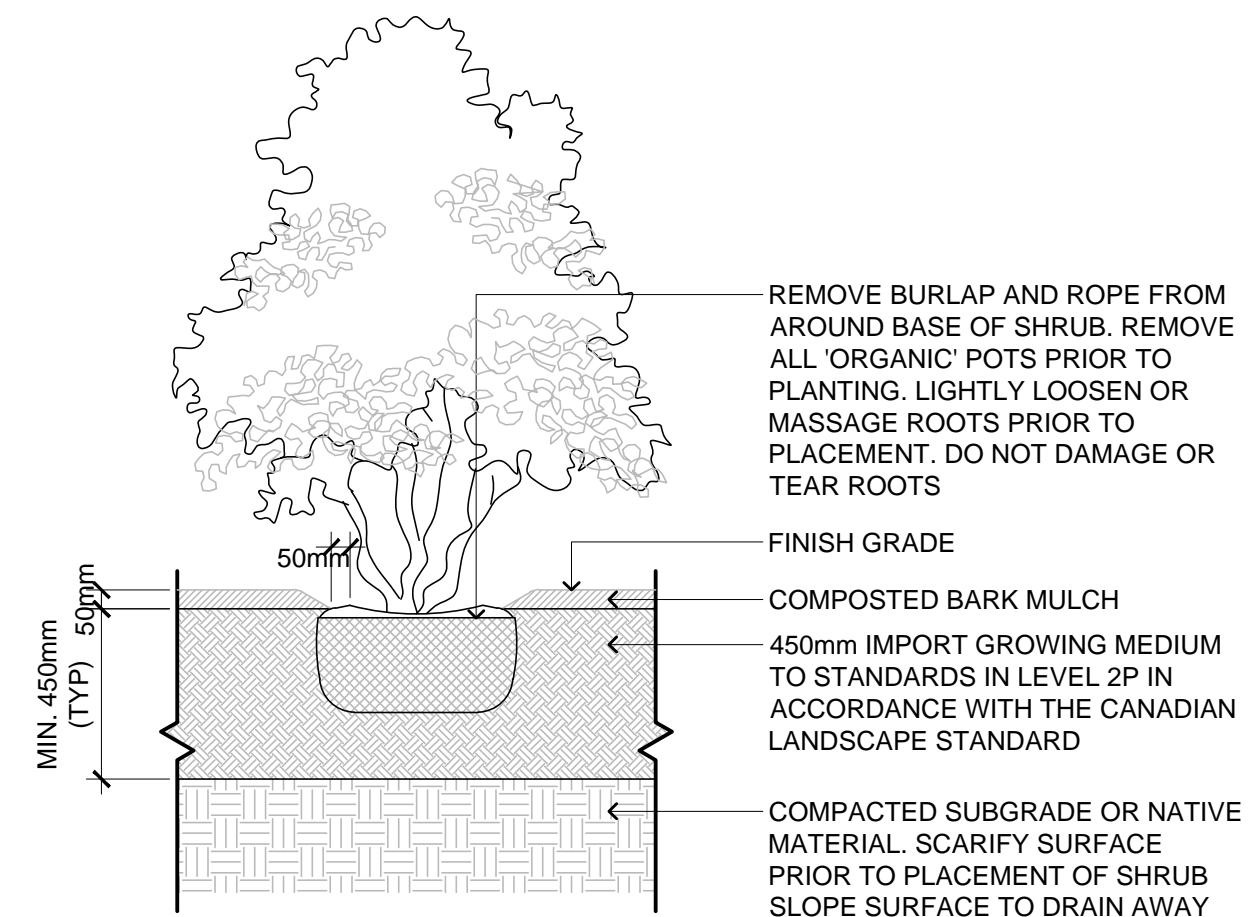 REMOVE BURLAP AND ROPE FROM
AROUND BASE OF SHRUB. REMOVE
ALL 'ORGANIC' POTS PRIOR TO
PLANTING. LIGHTLY LOOSEN OR
MASSAGE ROOTS PRIOR TO
PLACEMENT. DO NOT DAMAGE OR
TEAR ROOTS
FINISH GRADE
50mm
50mm
COMPOSTED BARK MULCH
MIN. 450mm
(TYP)
450mm IMPORT GROWING MEDIUM
TO STANDARDS IN LEVEL 2P IN
ACCORDANCE WITH THE CANADIAN
LANDSCAPE STANDARD
COMPACTED SUBGRADE OR NATIVE
MATERIAL. SCARIFY SURFACE
PRIOR TO PLACEMENT OF SHRUB
SLOPE SURFACE TO DRAIN AWAY